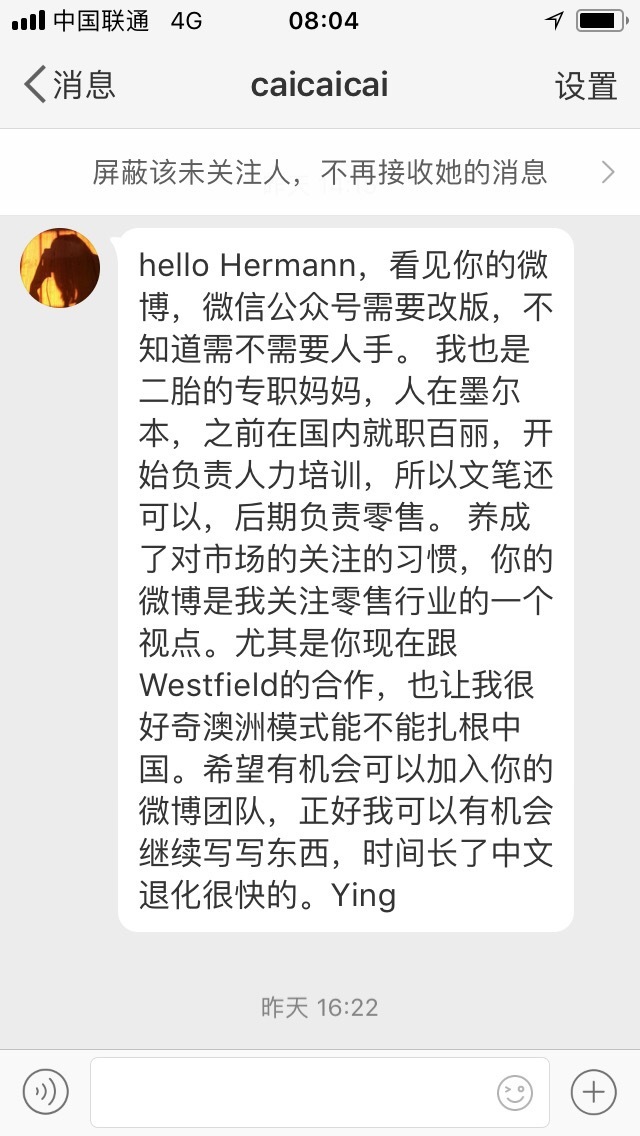 中国联通 4G 08:04
消息 caicaicai 设置
屏蔽该未关注人，不再接收她的消息
hello Hermann，看见你的微
博，微信公众号需要改版，不
知道需不需要人手。 我也是
二胎的专职妈妈，人在墨尔
本，之前在国内就职百丽，开
始负责人力培训，所以文笔还
可以，后期负责零售。 养成
了对市场的关注的习惯，你的
微博是我关注零售行业的一个
视点。尤其是你现在跟
Westfield的合作，也让我很
好奇澳洲模式能不能扎根中
国。希望有机会可以加入你的
微博团队，正好我可以有机会
继续写写东西，时间长了中文
退化很快的。Ying
昨天 16:22